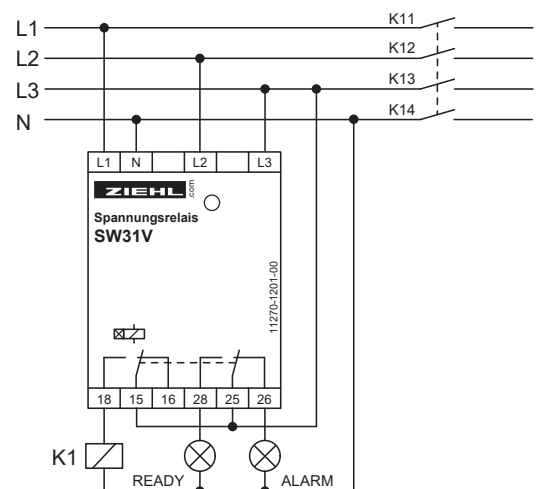 L1
K11
L2
K12
L3
K13
N
K14
L1 N L2 L3
ZIEHL .com
Spannungsrelais
SW31V
11270-1201-00
18 15 16 28 25 26
K1
READY
ALARM